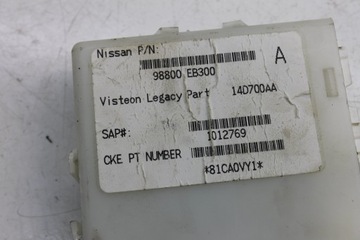 Nissan P/N: A
98800 EB300
Visteon Legacy Part 14D700AA
SAP#: 1012769
CKE PT NUMBER
*81CA0VY1*